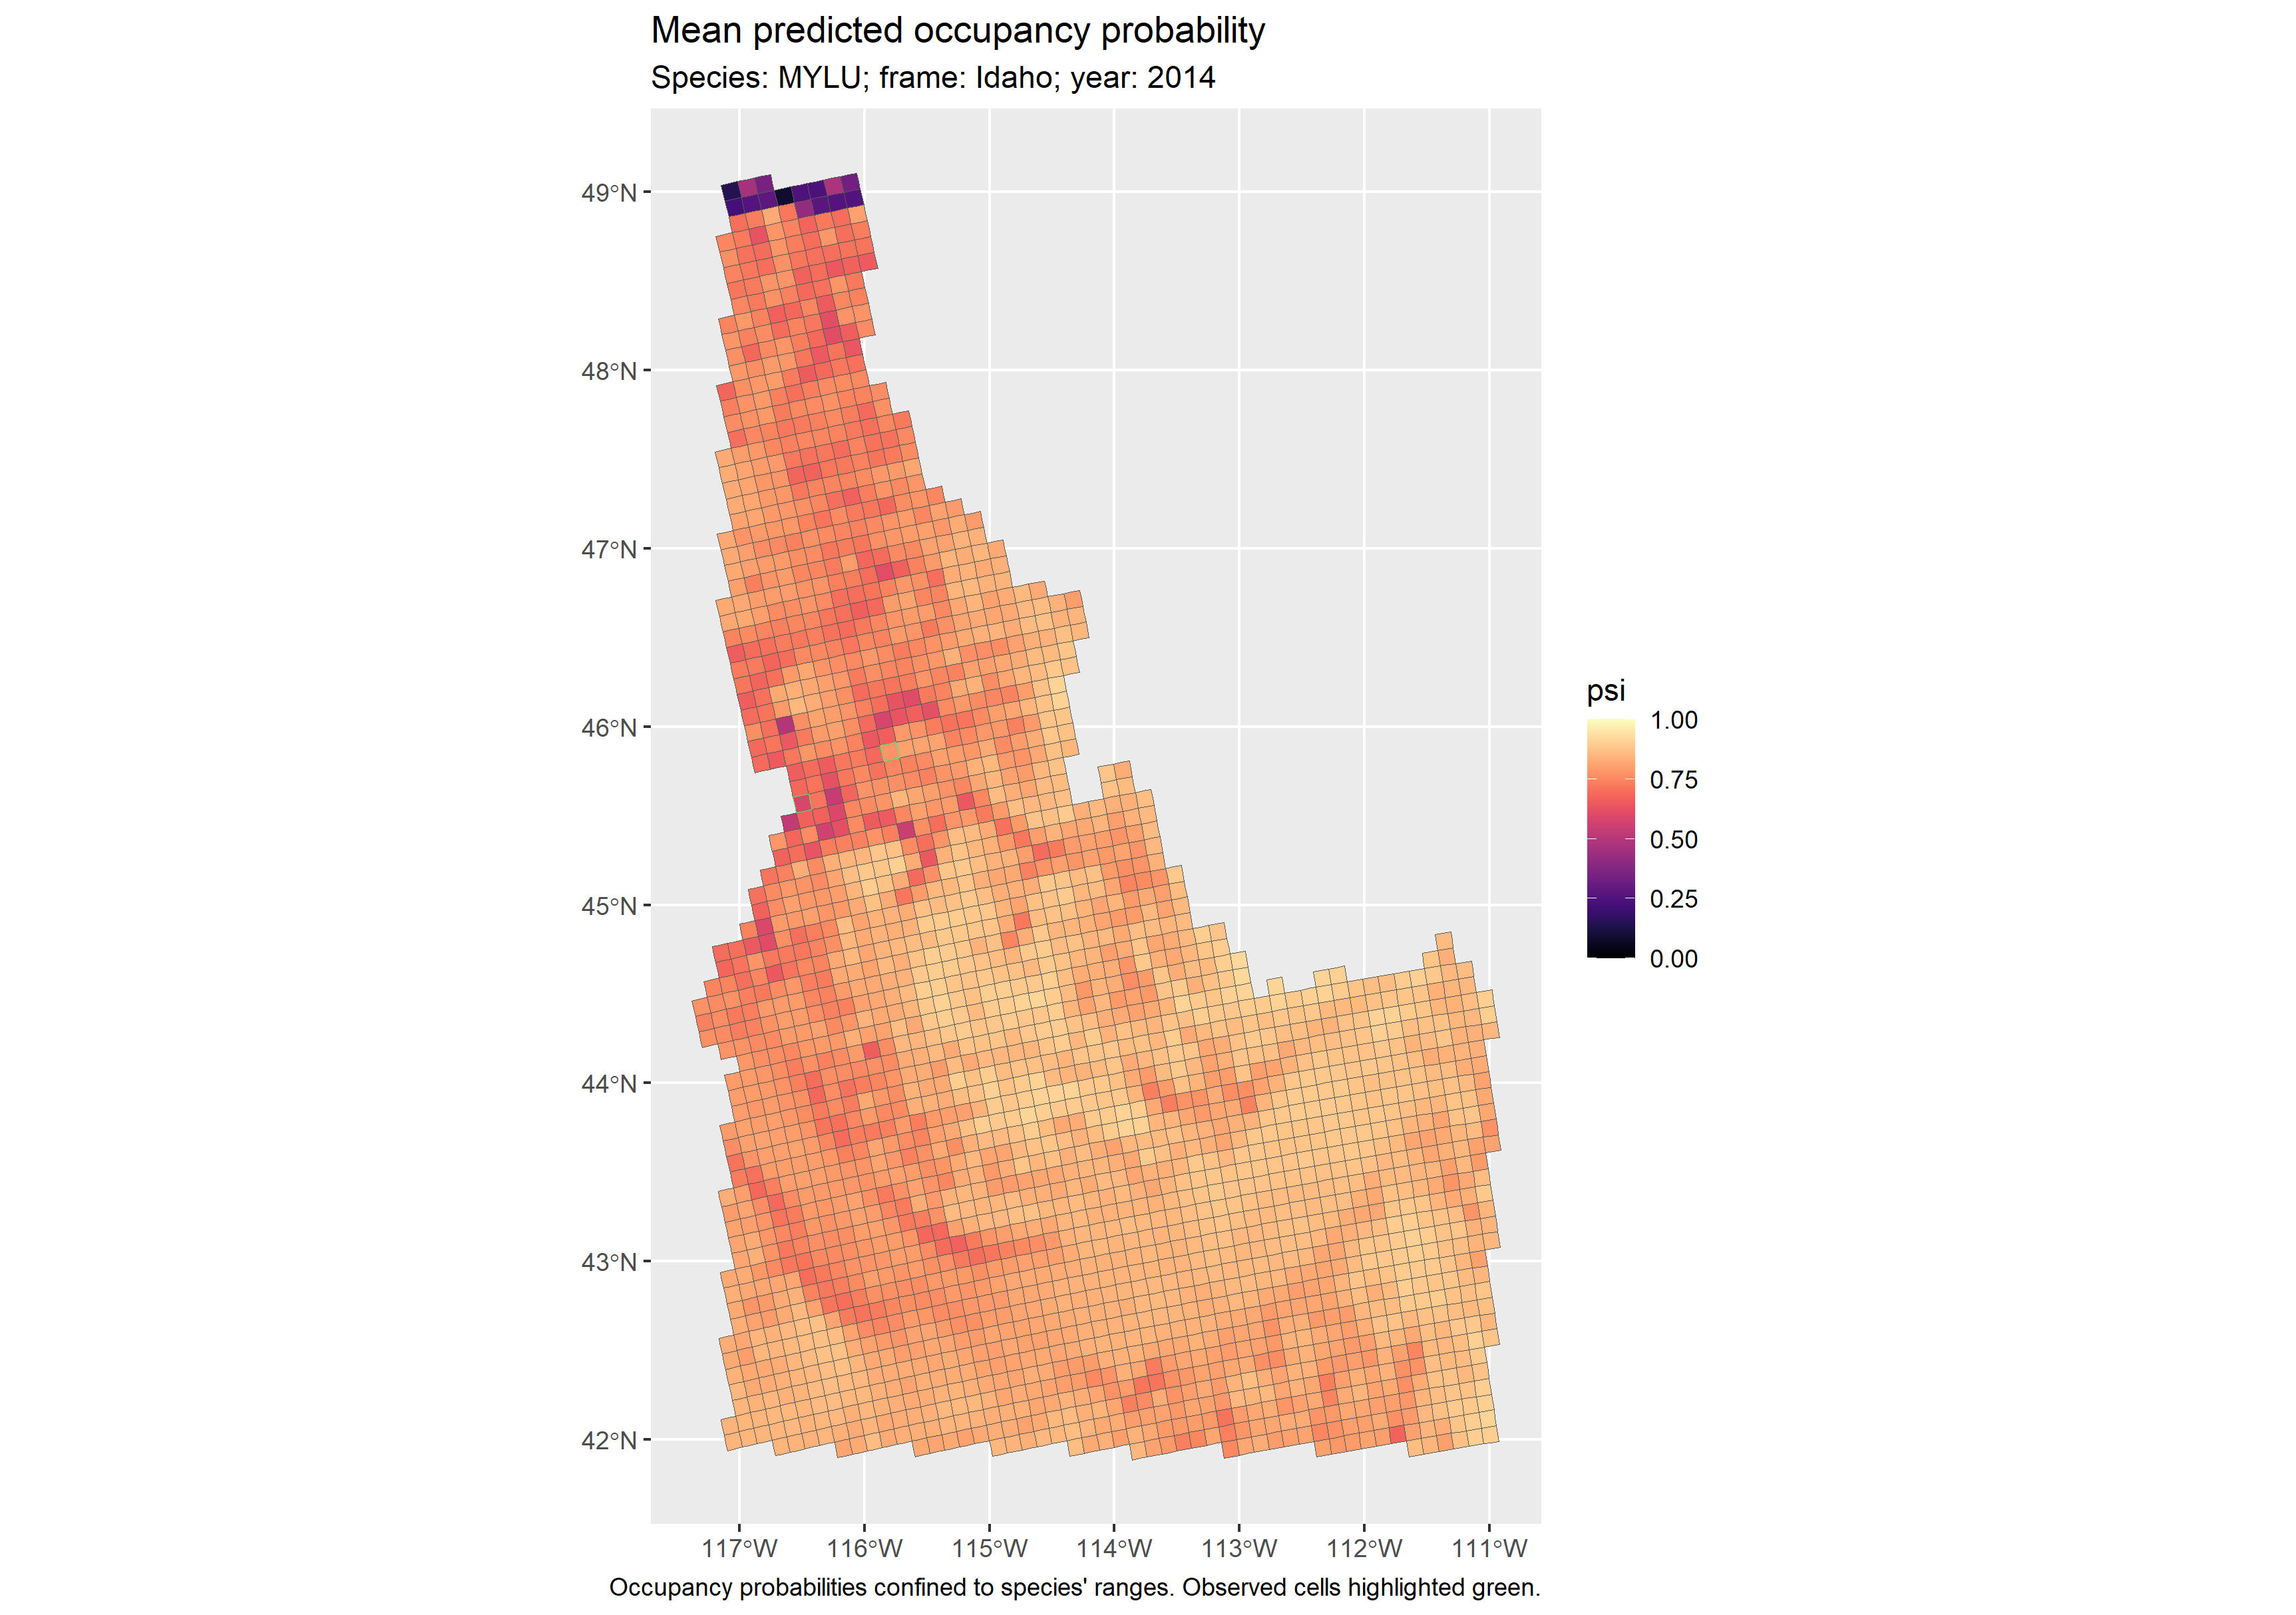 Mean predicted occupancy probability
Species: MYLU; frame: Idaho; year: 2014
49°N
48°N
47°N
46°N
45°N
44°N
43°N
42°N
117°W 116°W 115°W 114°W 113°W 112°W 111°W
psi
1.00
0.75
0.50
0.25
0.00
Occupancy probabilities confined to species' ranges. Observed cells highlighted green.